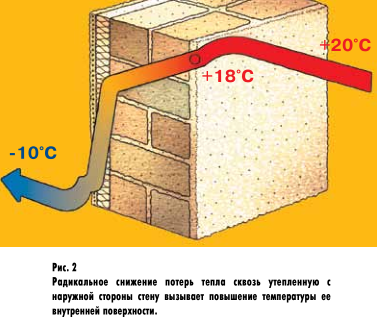 +20°C
+18°C
-10°C
Рис. 2
Радикальное снижение потерь тепла сквозь утепленную с
наружной стороны стену вызывает повышение температуры ее
внутренней поверхности.